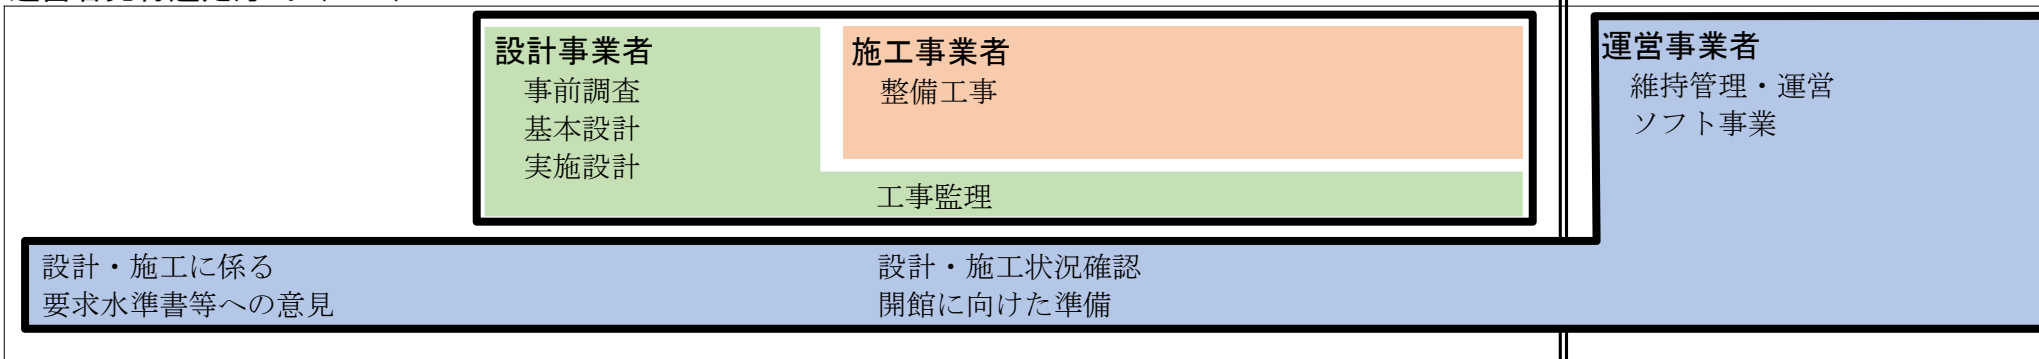 設計事業者
事前調査
基本設計
実施設計
施工事業者
整備工事
工事監理
運営事業者
維持管理・運営
ソフト事業
設計・施工に係る
要求水準書等への意見
設計・施工状況確認
開館に向けた準備